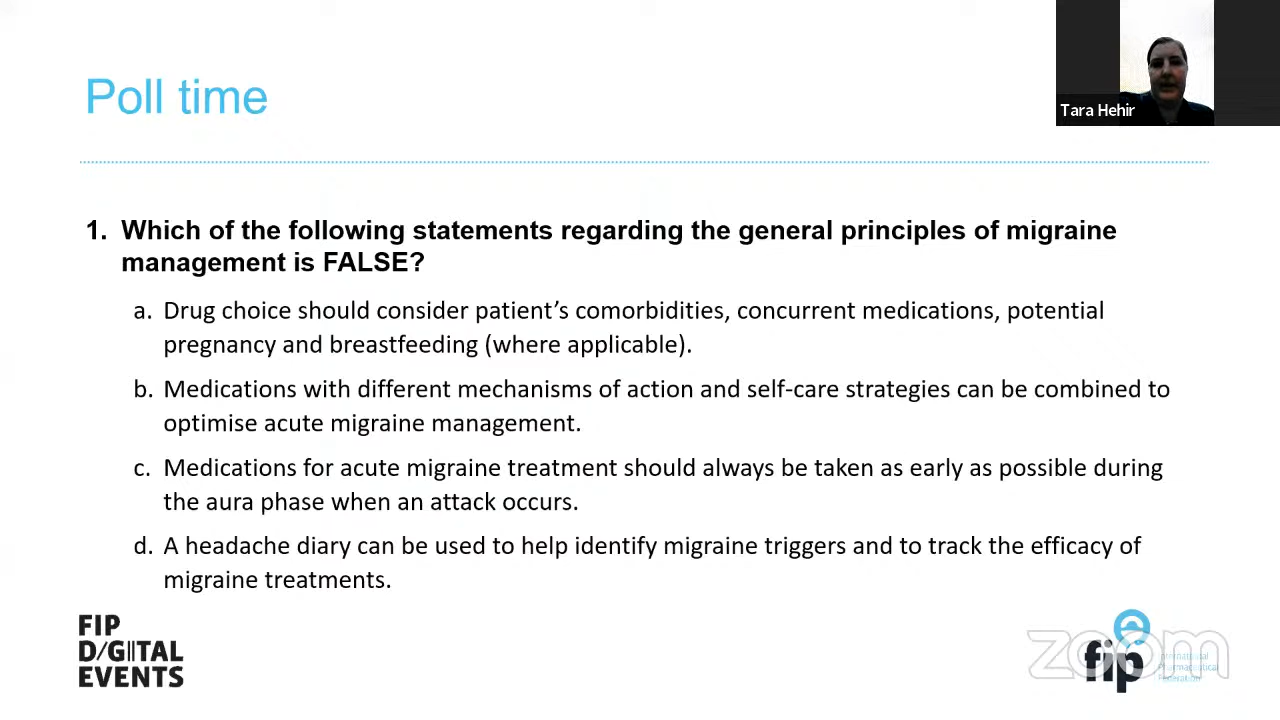 Poll time
Tara Hehir
1. Which of the following statements regarding the general principles of migraine
management is FALSE?
a. Drug choice should consider patient's comorbidities, concurrent medications, potential
pregnancy and breastfeeding (where applicable).
b. Medications with different mechanisms of action and self-care strategies can be combined to
optimise acute migraine management.
c. Medications for acute migraine treatment should always be taken as early as possible during
the aura phase when an attack occurs.
d. A headache diary can be used to help identify migraine triggers and to track the efficacy of
migraine treatments.
FIP
DIGITAL
EVENTS
zoom
fip
International
Pharmaceutical
Federation